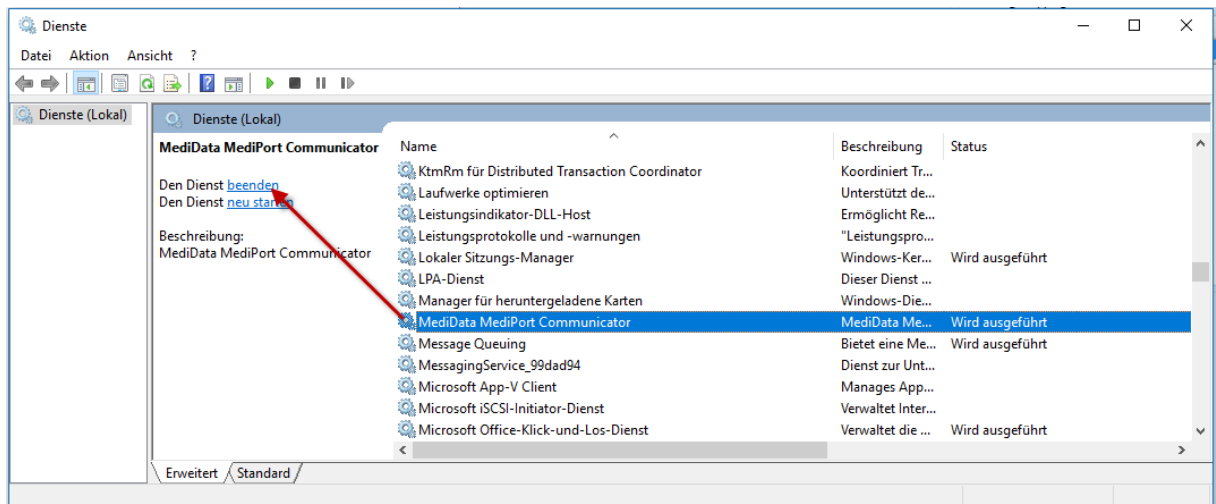 Dienste
Datei Aktion Ansicht ?
Dienste (Lokal)
Dienste (Lokal)
MediData MediPort Communicator
Den Dienst beenden
Den Dienst neu starten
Beschreibung:
MediData MediPort Communicator
Name Beschreibung Status
KtmRm für Distributed Transaction Coordinator Koordiniert Tr...
Laufwerke optimieren Unterstützt de...
Leistungsindikator-DLL-Host Ermöglicht Re...
Leistungsprotokolle und -warnungen "Leistungspro...
Lokaler Sitzungs-Manager Windows-Ker... Wird ausgeführt
LPA-Dienst Dieser Dienst ...
Manager für heruntergeladene Karten Windows-Die...
MediData MediPort Communicator MediData Me... Wird ausgeführt
Message Queuing Bietet eine Me... Wird ausgeführt
MessagingService_99dad94 Dienst zur Unt...
Microsoft App-V Client Manages App...
Microsoft iSCSI-Initiator-Dienst Verwaltet Inter...
Microsoft Office-Klick-und-Los-Dienst Verwaltet die ... Wird ausgeführt
Erweitert Standard